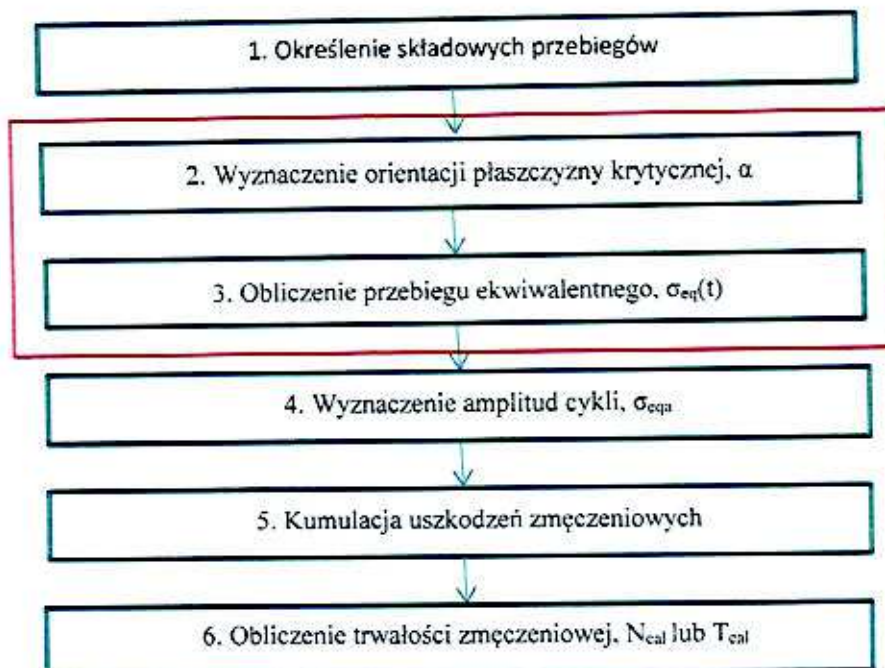 1. Określenie składowych przebiegów
2. Wyznaczenie orientacji płaszczyzny krytycznej, α
3. Obliczenie przebiegu ekwiwalentnego, σeq(t)
4. Wyznaczenie amplitud cykli, σeqa
5. Kumulacja uszkodzeń zmęczeniowych
6. Obliczenie trwałości zmęczeniowej, Ncal lub Tcal